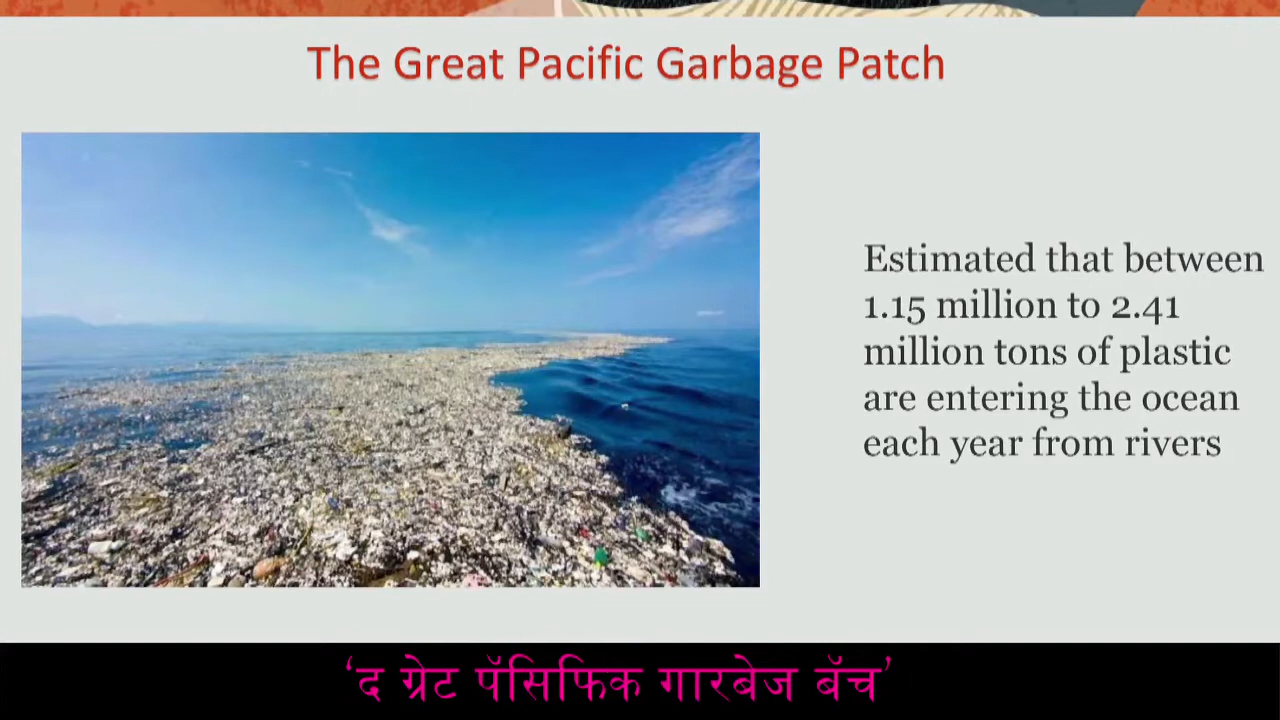 The Great Pacific Garbage Patch
Estimated that between
1.15 million to 2.41
million tons of plastic
are entering the ocean
each year from rivers
‘द ग्रेट पॅसिफिक गारबेज बॅच’